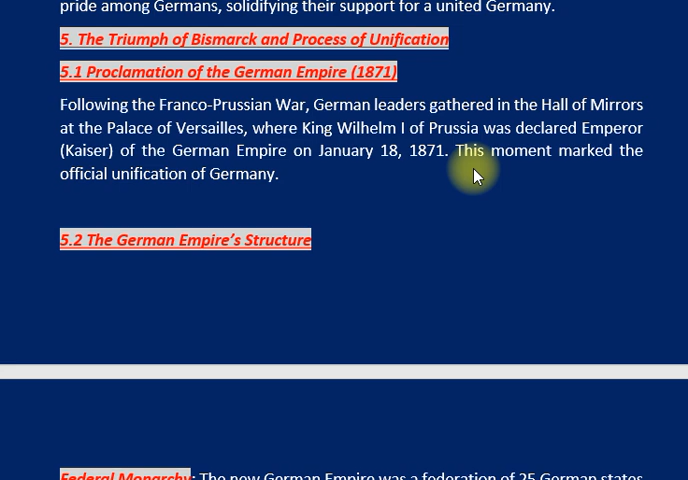 pride among Germans, solidifying their support for a united Germany.
5. The Triumph of Bismarck and Process of Unification
5.1 Proclamation of the German Empire (1871)
Following the Franco-Prussian War, German leaders gathered in the Hall of Mirrors
at the Palace of Versailles, where King Wilhelm I of Prussia was declared Emperor
(Kaiser) of the German Empire on January 18, 1871. This moment marked the
official unification of Germany.
5.2 The German Empire’s Structure
Federal Monarchy: The new German Empire was a federation of 25 German states